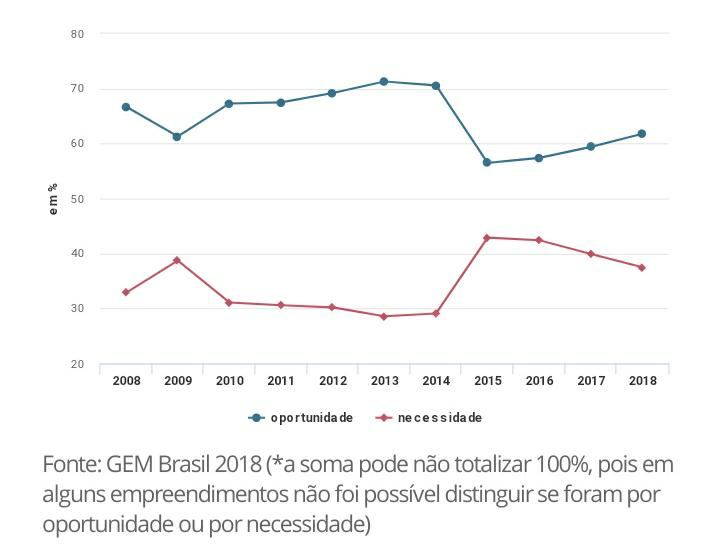 80
70
60
50
40
30
20
em %
2008 2009 2010 2011 2012 2013 2014 2015 2016 2017 2018
oportunidade necessidade
Fonte: GEM Brasil 2018 (*a soma pode não totalizar 100%, pois em
alguns empreendimentos não foi possível distinguir se foram por
oportunidade ou por necessidade)